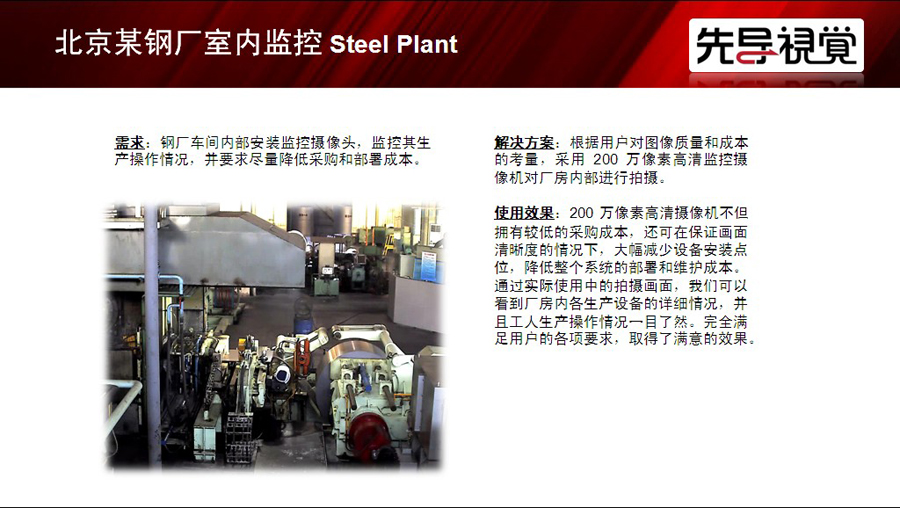 北京某钢厂室内监控 Steel Plant
先导視覺
需求：钢厂车间内部安装监控摄像头，监控其生
产操作情况，并要求尽量降低采购和部署成本。
解决方案：根据用户对图像质量和成本
的考量，采用 200 万像素高清监控摄
像机对厂房内部进行拍摄。
使用效果：200 万像素高清摄像机不但
拥有较低的采购成本，还可在保证画面
清晰度的情况下，大幅减少设备安装点
位，降低整个系统的部署和维护成本。
通过实际使用中的拍摄画面，我们可以
看到厂房内各生产设备的详细情况，并
且工人生产操作情况一目了然。完全满
足用户的各项要求，取得了满意的效果。